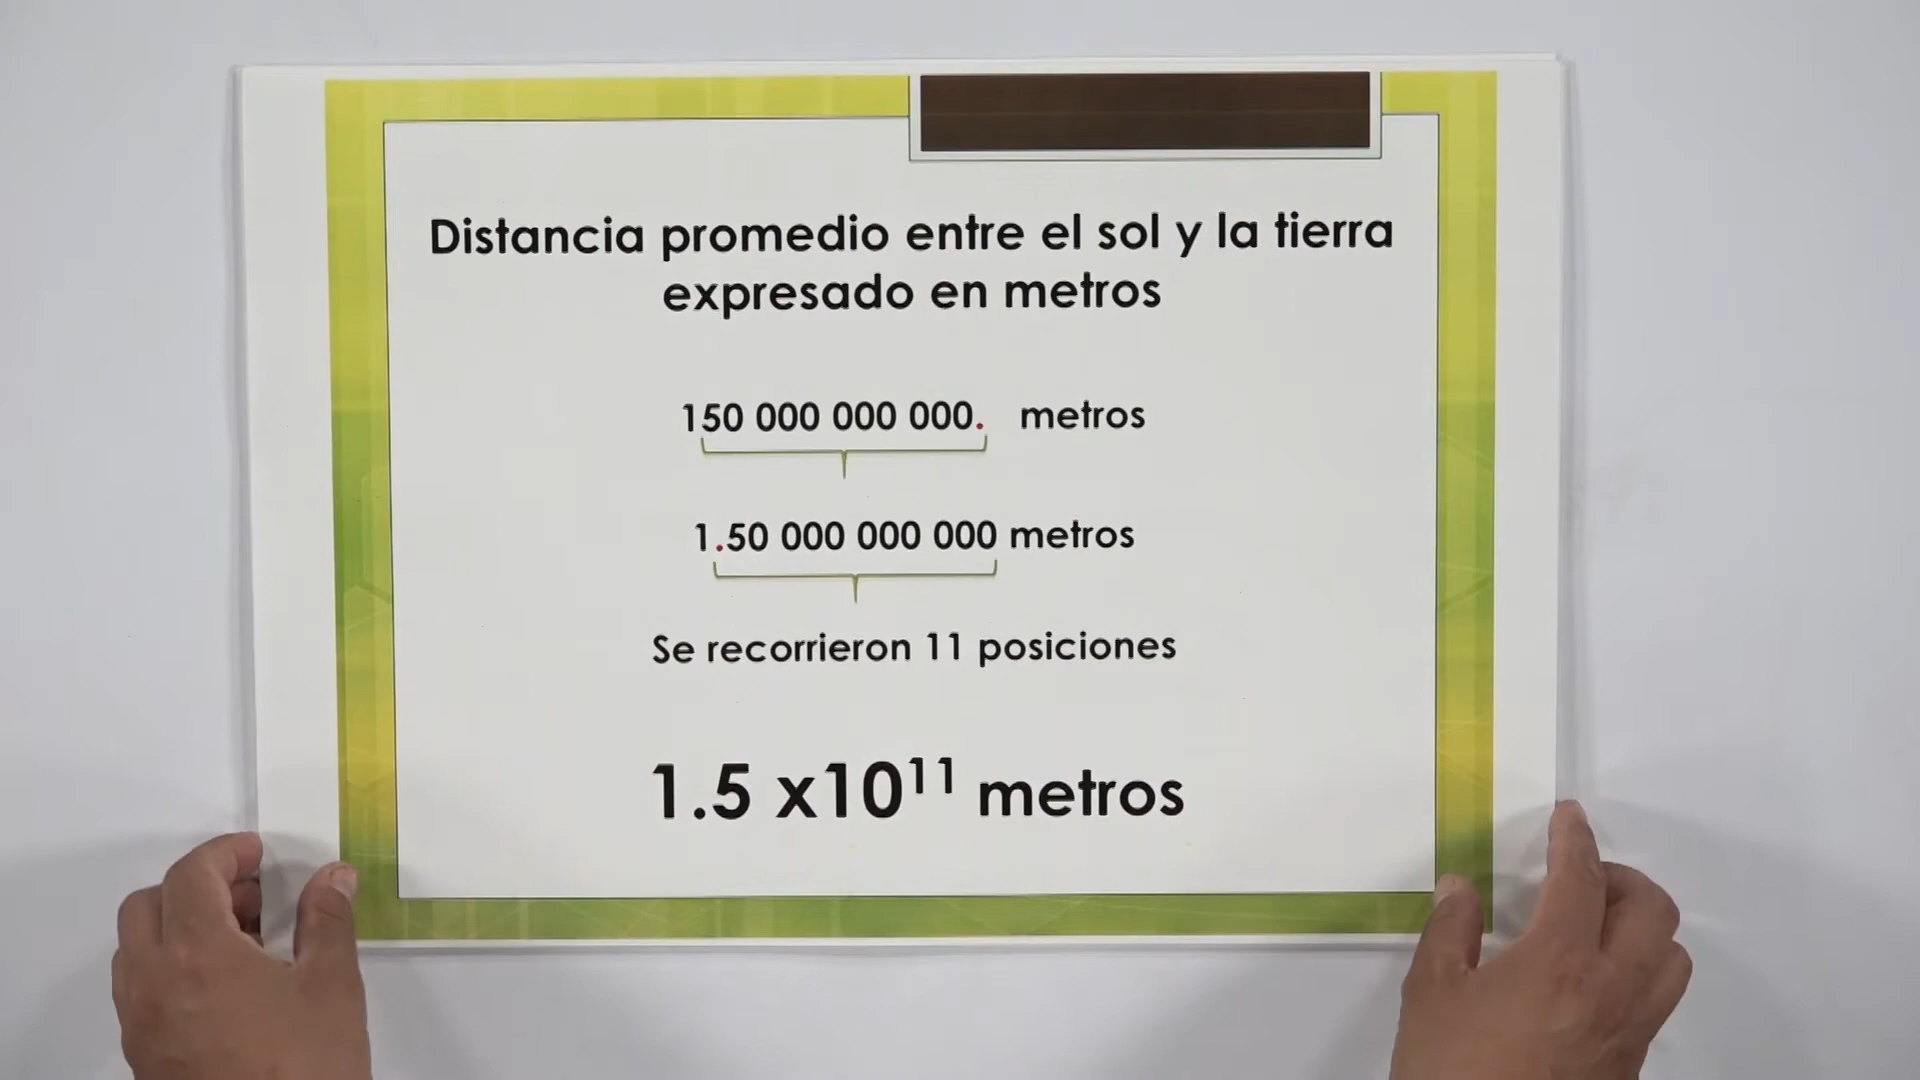 Distancia promedio entre el sol y la tierra
expresado en metros
150 000 000 000. metros
1.50 000 000 000 metros
Se recorrieron 11 posiciones
1.5 x10¹¹ metros